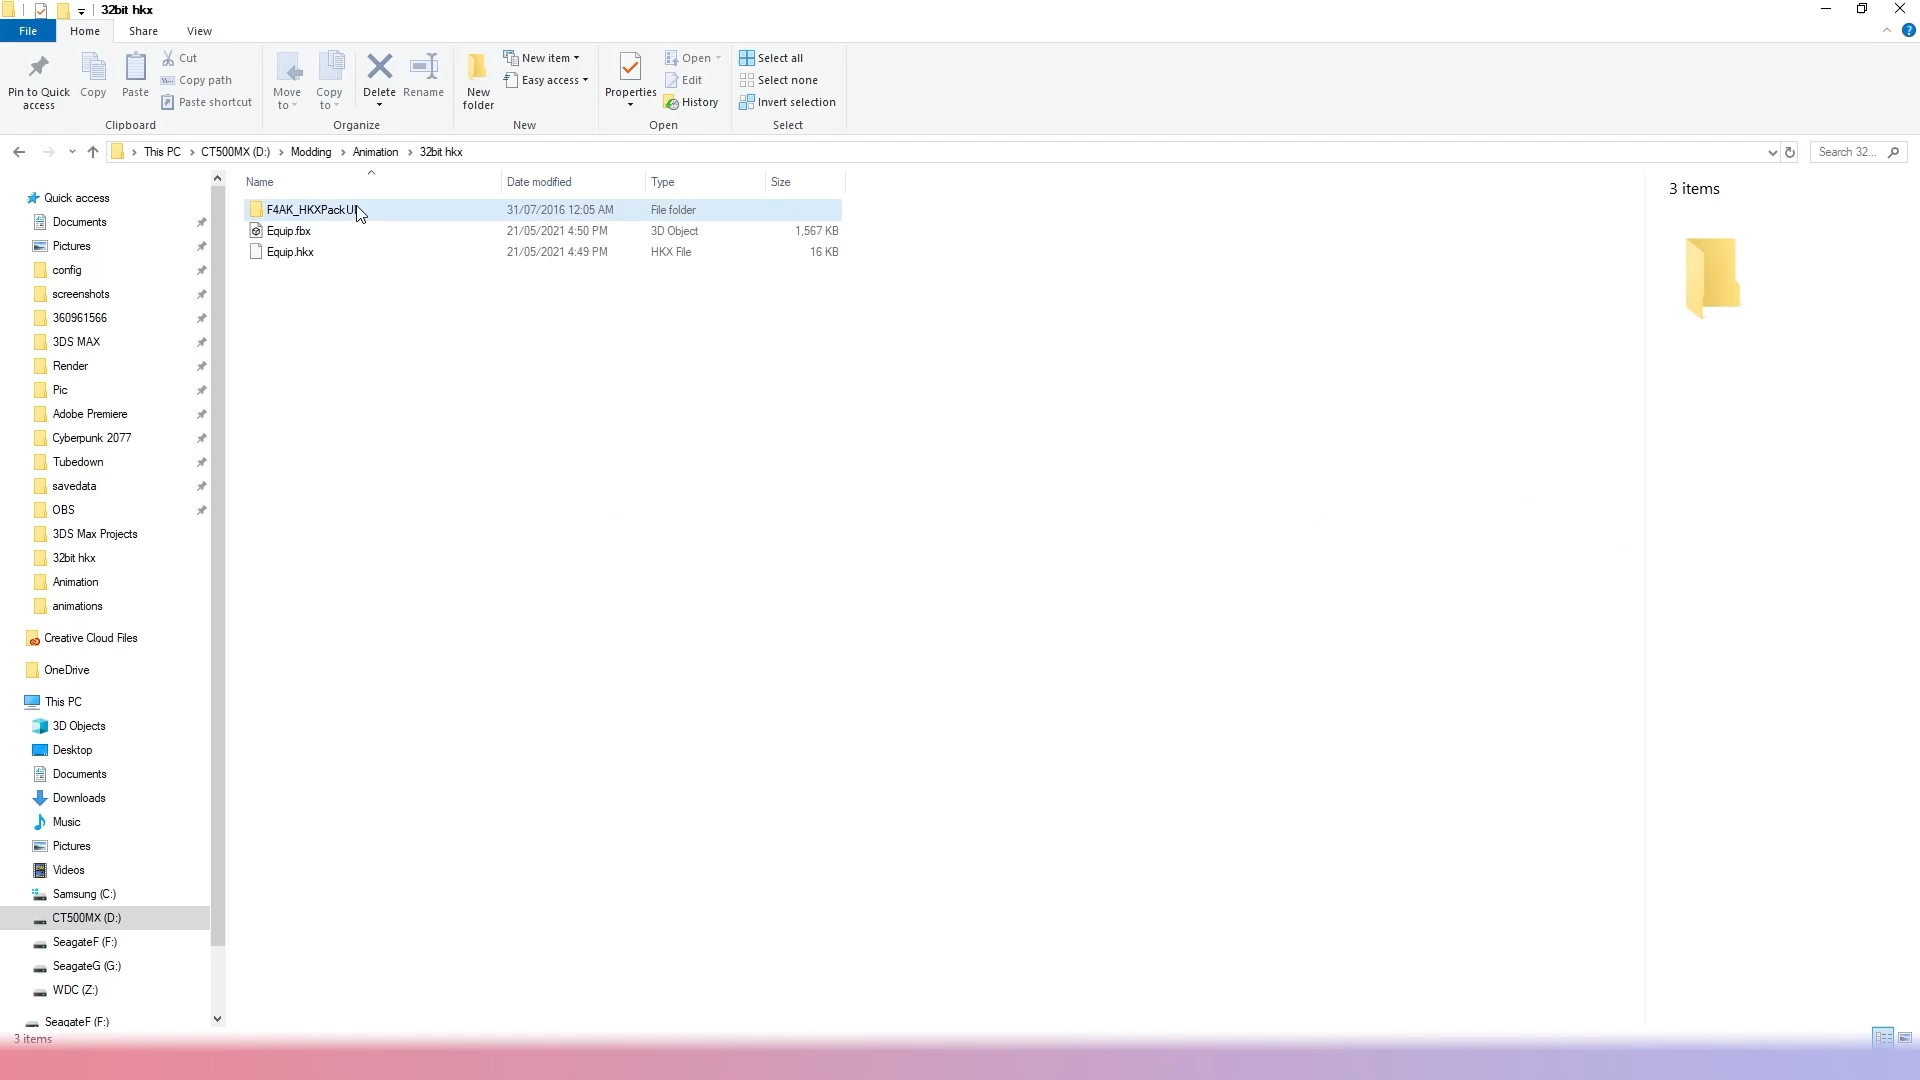 32bit hkx
File Home Share View
Pin to Quick access
Copy
Paste
Cut
Copy path
Paste shortcut
Clipboard
Move to
Copy to
Delete
Rename
Organize
New folder
New item
Easy access
New
Properties
Open
Edit
History
Open
Select all
Select none
Invert selection
Select
This PC > CT500MX (D:) > Modding > Animation > 32bit hkx
Search 32...
Name Date modified Type Size
F4AK_HKXPackUI 31/07/2016 12:05 AM File folder
Equip.fbx 21/05/2021 4:50 PM 3D Object 1,567 KB
Equip.hkx 21/05/2021 4:49 PM HKX File 16 KB
3 items
Quick access
Documents
Pictures
config
screenshots
360961566
3DS MAX
Render
Pic
Adobe Premiere
Cyberpunk 2077
Tubedown
savedata
OBS
3DS Max Projects
32bit hkx
Animation
animations
Creative Cloud Files
OneDrive
This PC
3D Objects
Desktop
Documents
Downloads
Music
Pictures
Videos
Samsung (C:)
CT500MX (D:)
SeagateF (F:)
SeagateG (G:)
WDC (Z:)
SeagateF (F:)
3 items